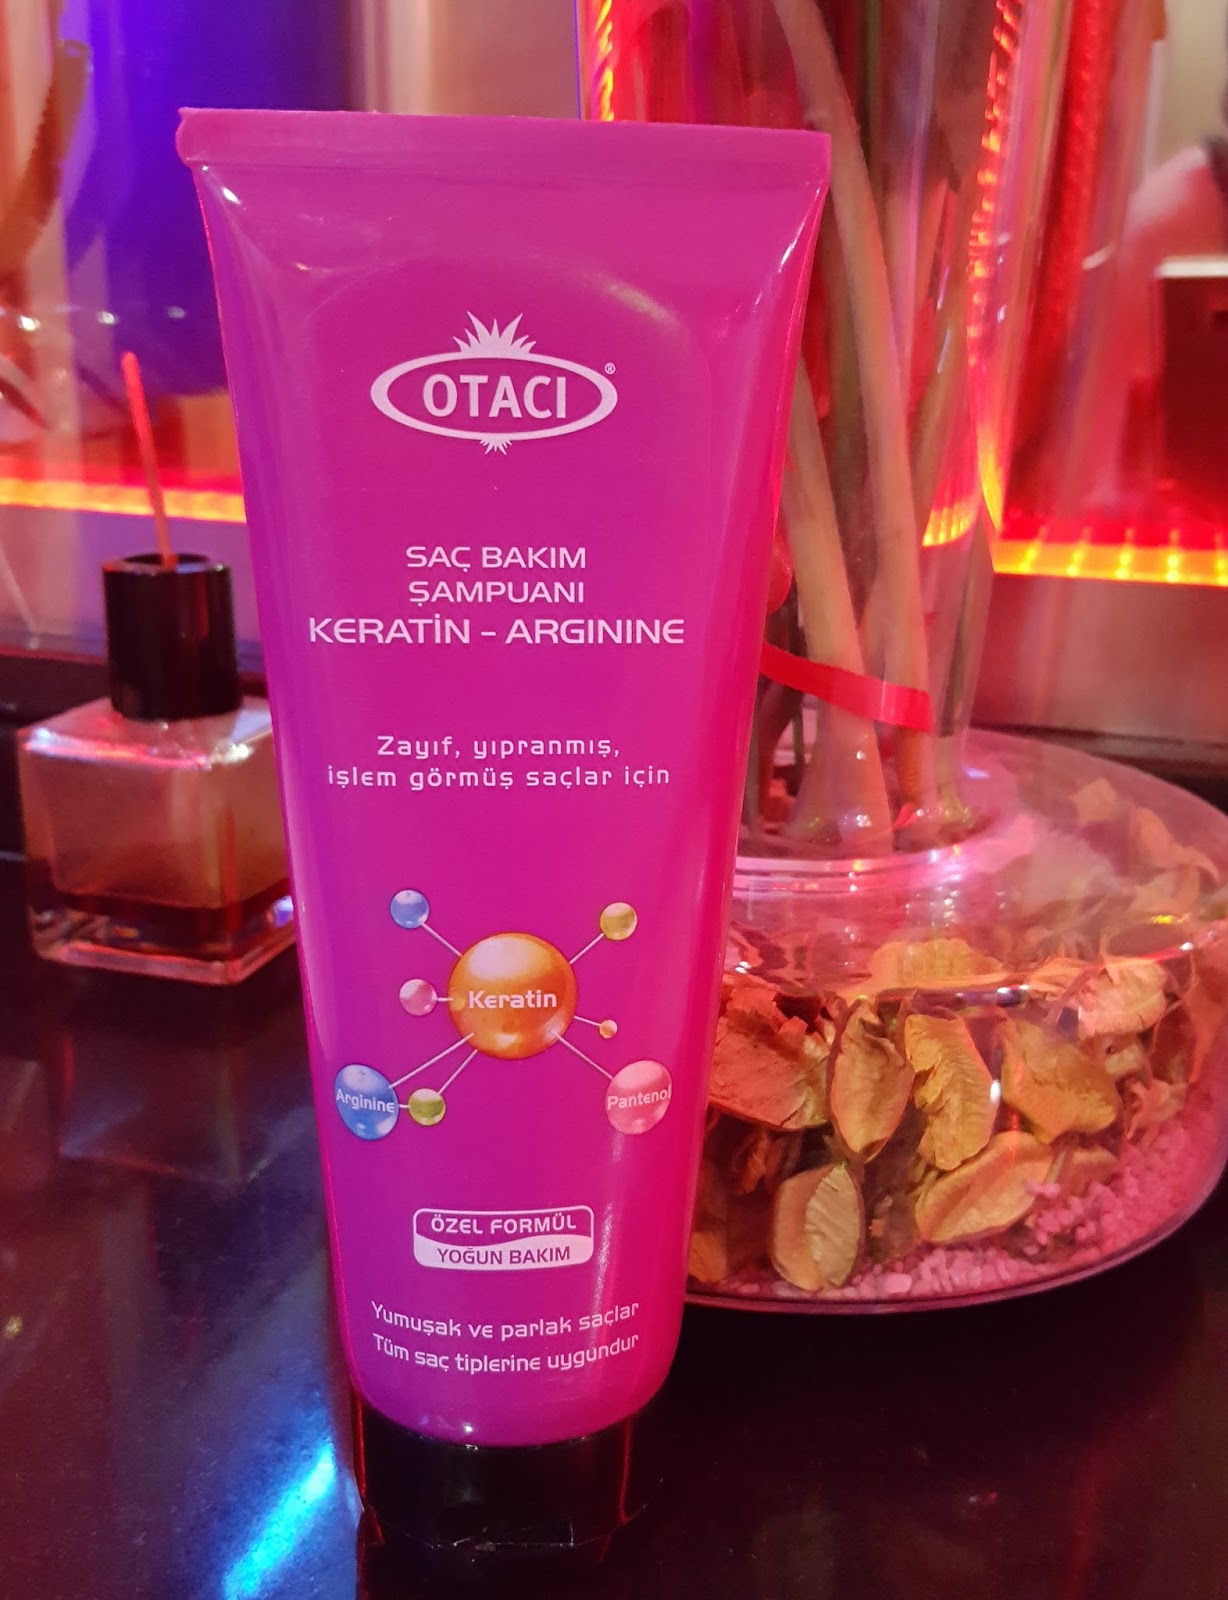 OTACI®
SAÇ BAKIM
ŞAMPUANI
KERATİN - ARGININE
Zayıf, yıpranmış,
işlem görmüş saçlar için
Keratin
Arginine
Pantenol
ÖZEL FORMÜL
YOĞUN BAKIM
Yumuşak ve parlak saçlar
Tüm saç tiplerine uygundur